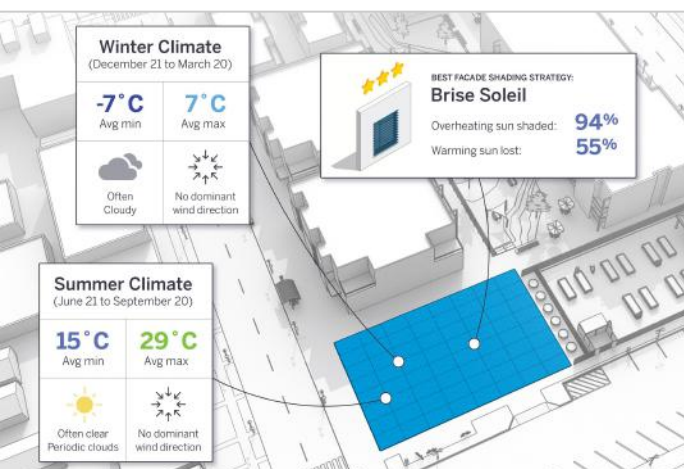 Winter Climate
(December 21 to March 20)
-7°C
Avg min
7°C
Avg max
Often
Cloudy
No dominant
wind direction
BEST FACADE SHADING STRATEGY:
Brise Soleil
Overheating sun shaded: 94%
Warming sun lost: 55%
Summer Climate
(June 21 to September 20)
15°C
Avg min
29°C
Avg max
Often clear
Periodic clouds
No dominant
wind direction